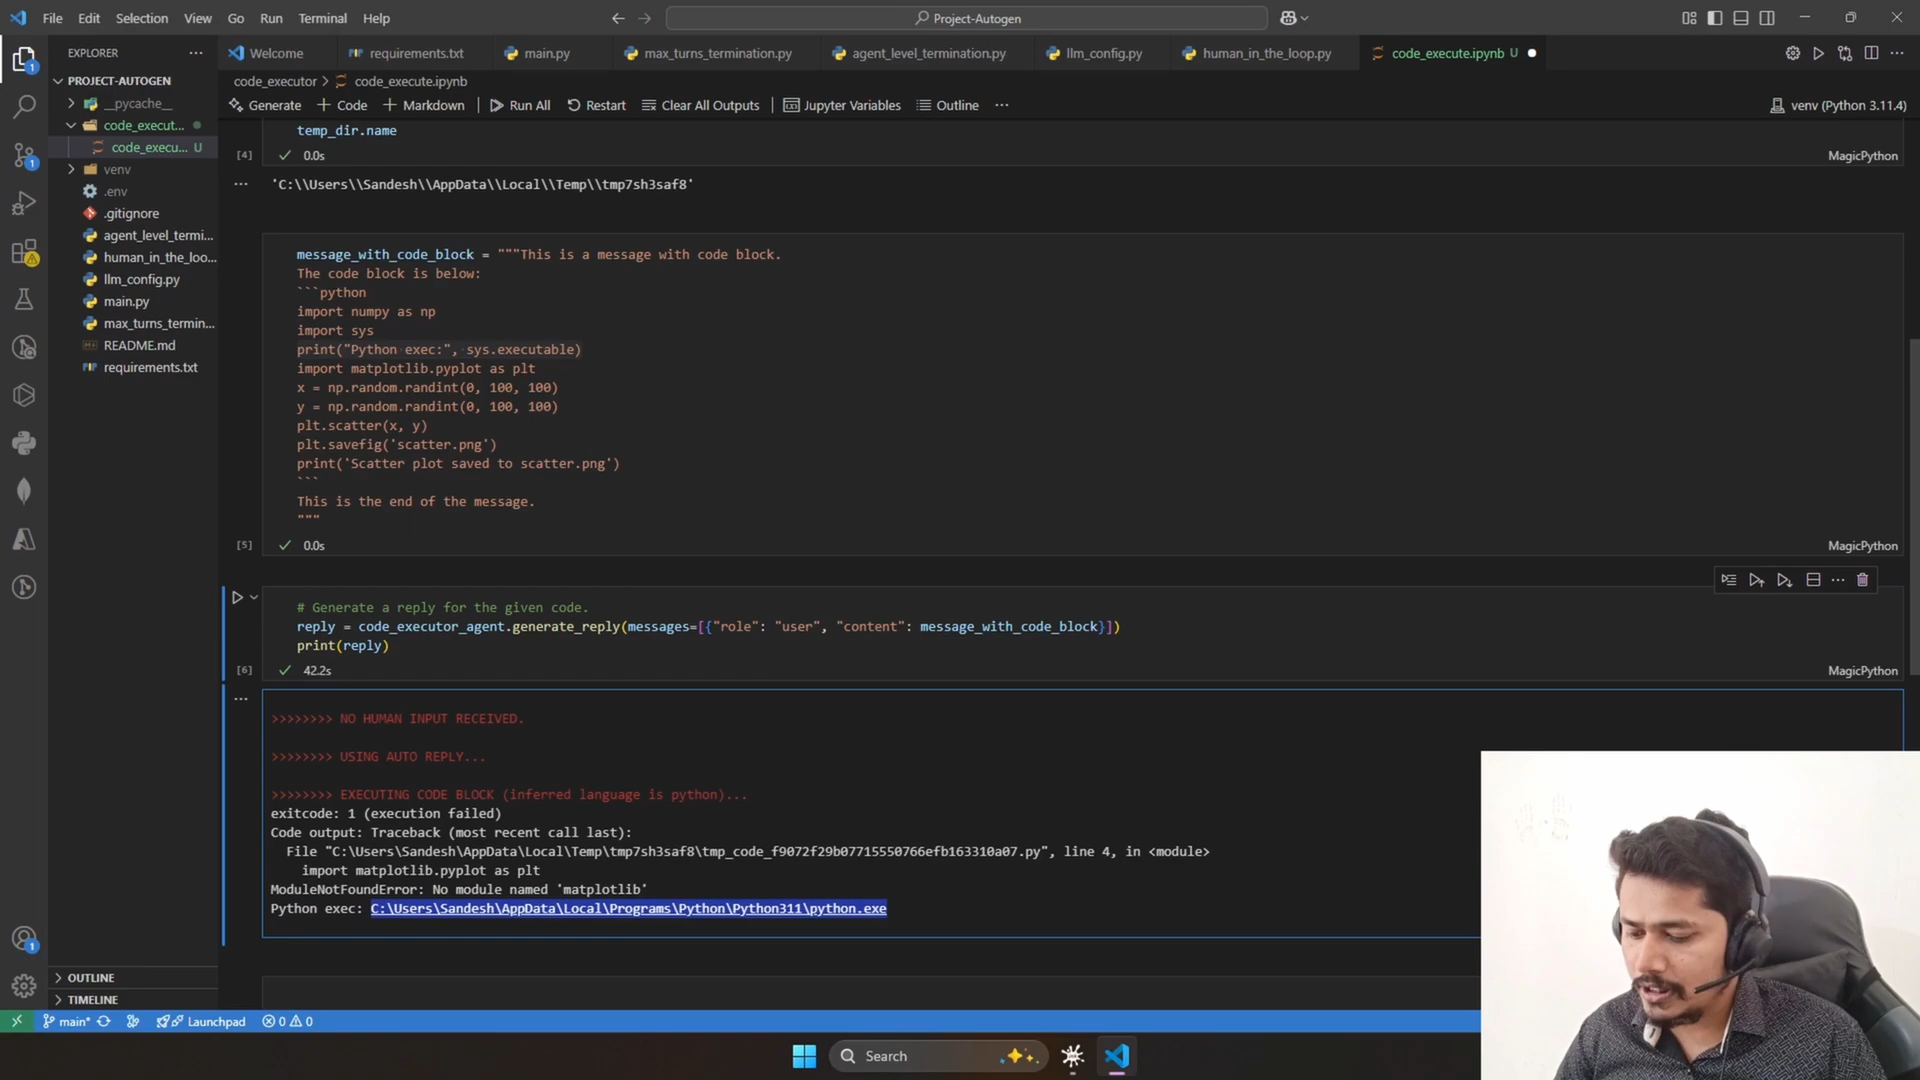 File Edit Selection View Go Run Terminal Help
Project-Autogen
EXPLORER
Welcome requirements.txt main.py max_turns_termination.py agent_level_termination.py llm_config.py human_in_the_loop.py code_execute.ipynb U
PROJECT-AUTOGEN
__pycache__
code_execut...
code_execu... U
venv
.env
.gitignore
agent_level_termi...
human_in_the_loo...
llm_config.py
main.py
max_turns_termin...
README.md
requirements.txt
OUTLINE
TIMELINE
code_executor > code_execute.ipynb
Generate + Code + Markdown Run All Restart Clear All Outputs Jupyter Variables Outline ... venv (Python 3.11.4)
temp_dir.name
[4] 0.0s MagicPython
'C:\\Users\\Sandesh\\AppData\\Local\\Temp\\tmp7sh3saf8'
message_with_code_block = """This is a message with code block.
The code block is below:
```python
import numpy as np
import sys
print("Python exec:", sys.executable)
import matplotlib.pyplot as plt
x = np.random.randint(0, 100, 100)
y = np.random.randint(0, 100, 100)
plt.scatter(x, y)
plt.savefig('scatter.png')
print('Scatter plot saved to scatter.png')
```
This is the end of the message.
"""
[5] 0.0s MagicPython
# Generate a reply for the given code.
reply = code_executor_agent.generate_reply(messages=[{"role": "user", "content": message_with_code_block}])
print(reply)
[6] 42.2s MagicPython
>>>>>>>> NO HUMAN INPUT RECEIVED.
>>>>>>>> USING AUTO REPLY...
>>>>>>>> EXECUTING CODE BLOCK (inferred language is python)...
exitcode: 1 (execution failed)
Code output: Traceback (most recent call last):
File "C:\Users\Sandesh\AppData\Local\Temp\tmp7sh3saf8\tmp_code_f9072f29b07715550766efb163310a07.py", line 4, in <module>
import matplotlib.pyplot as plt
ModuleNotFoundError: No module named 'matplotlib'
Python exec: C:\Users\Sandesh\AppData\Local\Programs\Python\Python311\python.exe
main* Launchpad 0 0
Search